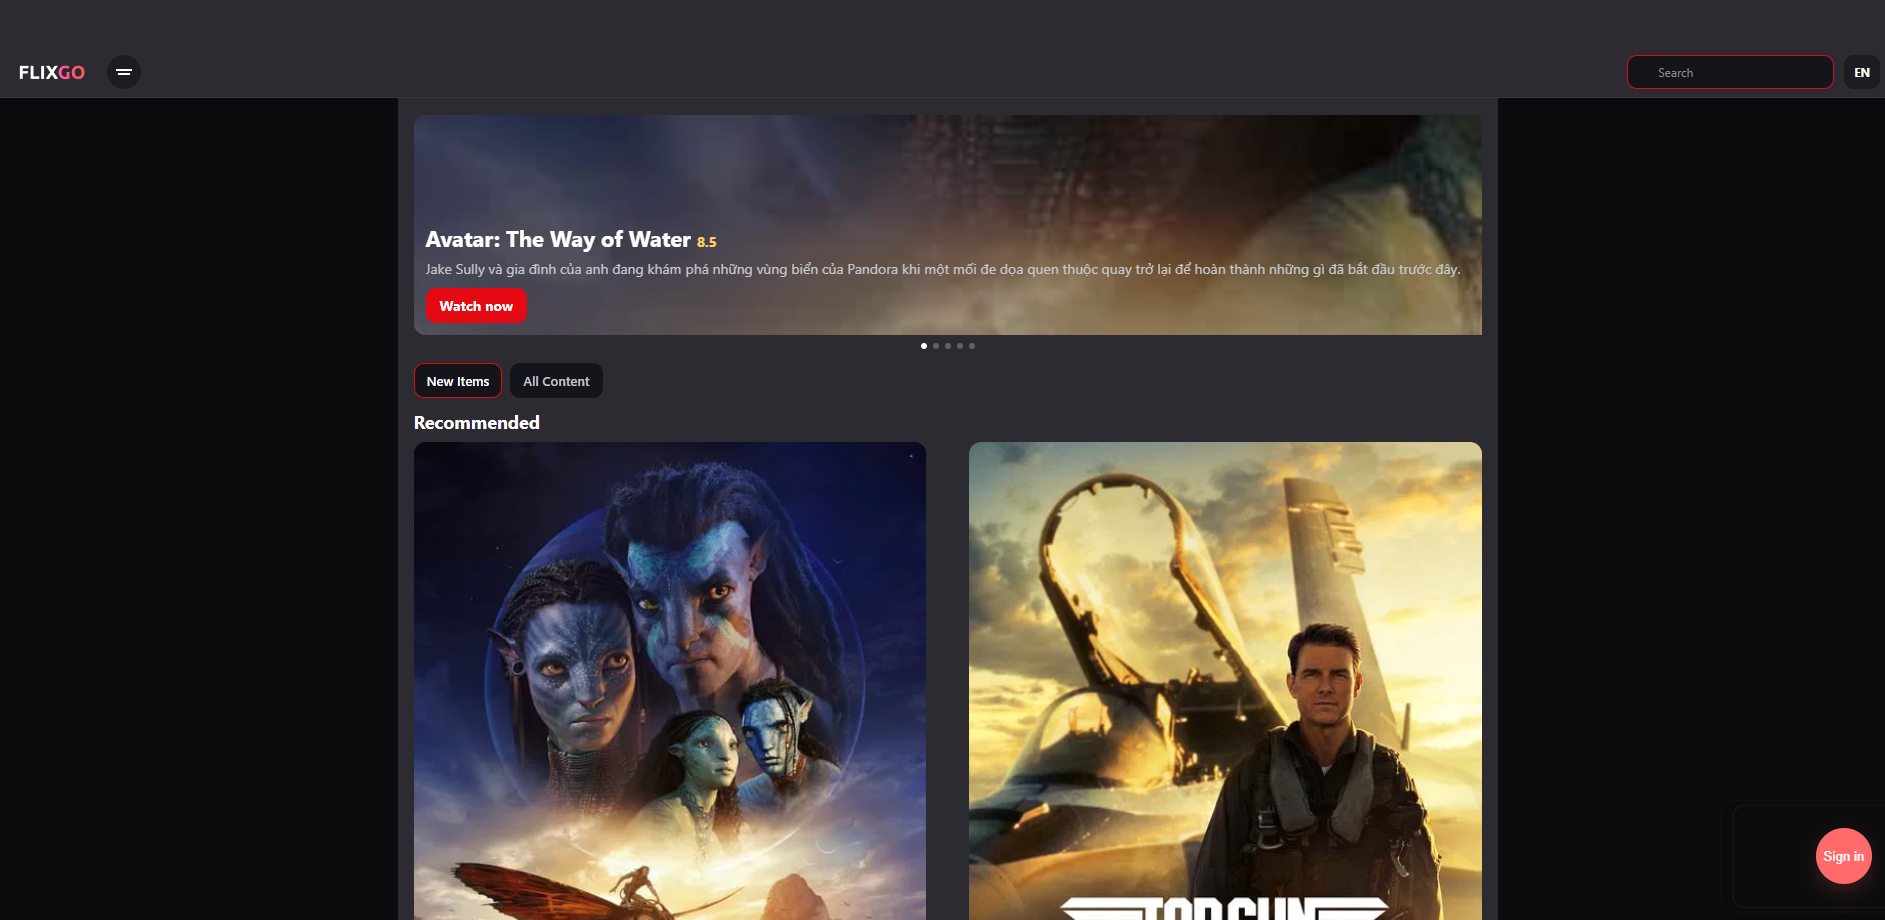 FLIXGO
Search
EN
Avatar: The Way of Water 8.5
Jake Sully và gia đình của anh đang khám phá những vùng biển của Pandora khi một mối đe dọa quen thuộc quay trở lại để hoàn thành những gì đã bắt đầu trước đây.
Watch now
New Items
All Content
Recommended
TOP GUN
Sign in